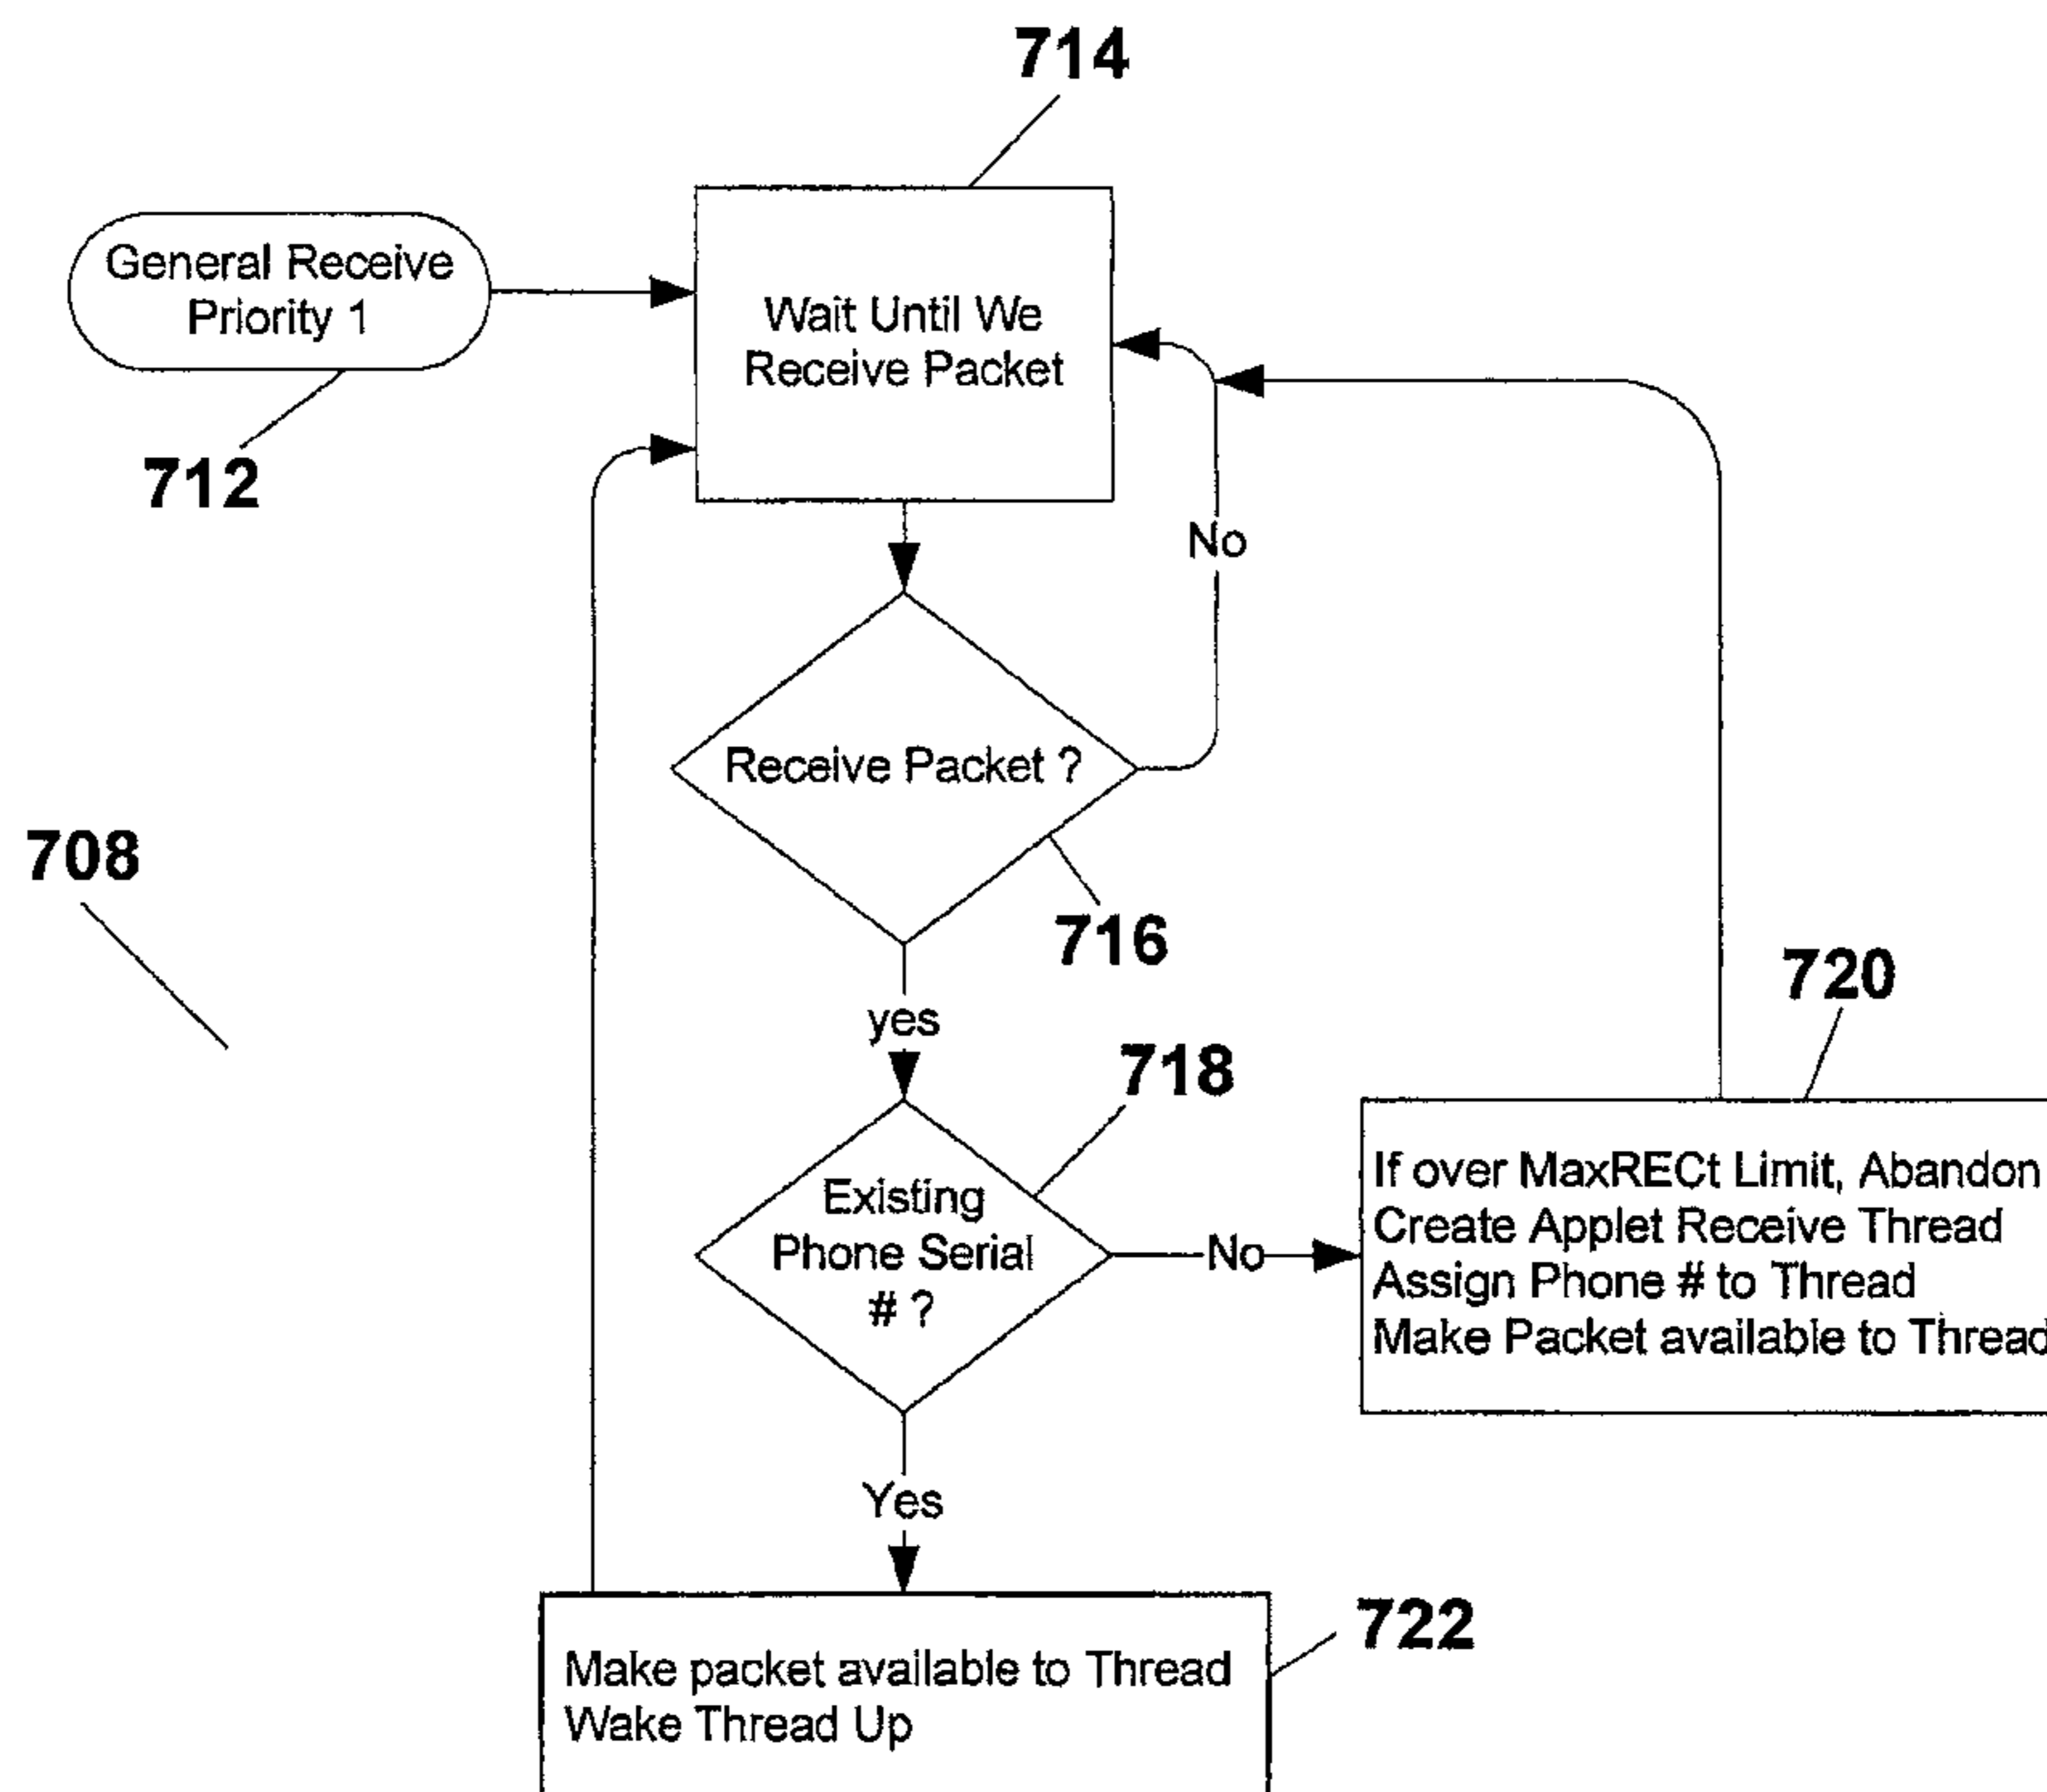 714
General Receive
Priority 1
712
Wait Until We
Receive Packet
No
Receive Packet ?
708
716
yes
720
718
Existing
Phone Serial
# ?
No
If over MaxRECt Limit, Abandon
Create Applet Receive Thread
Assign Phone # to Thread
Make Packet available to Thread
Yes
722
Make packet available to Thread
Wake Thread Up